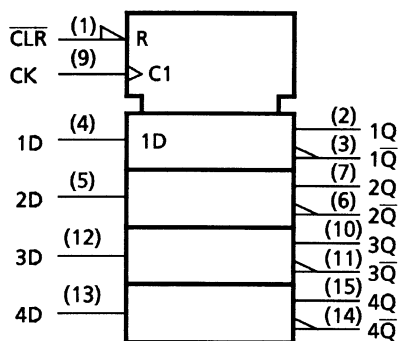 C̅L̅R̅ (1) R
CK (9) C1
1D (4) 1D (2) 1Q
(3) 1Q̅
2D (5) (7) 2Q
(6) 2Q̅
3D (12) (10) 3Q
(11) 3Q̅
4D (13) (15) 4Q
(14) 4Q̅